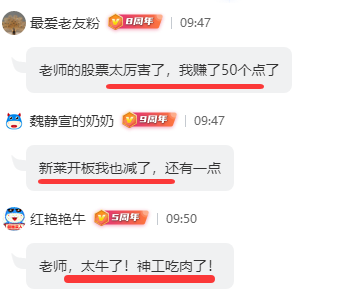 最爱老友粉 V 8周年 09:47
老师的股票太厉害了，我赚了50个点了
魏静宣的奶奶 V 9周年 09:47
新莱开板我也减了，还有一点
红艳艳牛 V 5周年 09:50
老师，太牛了！神工吃肉了！